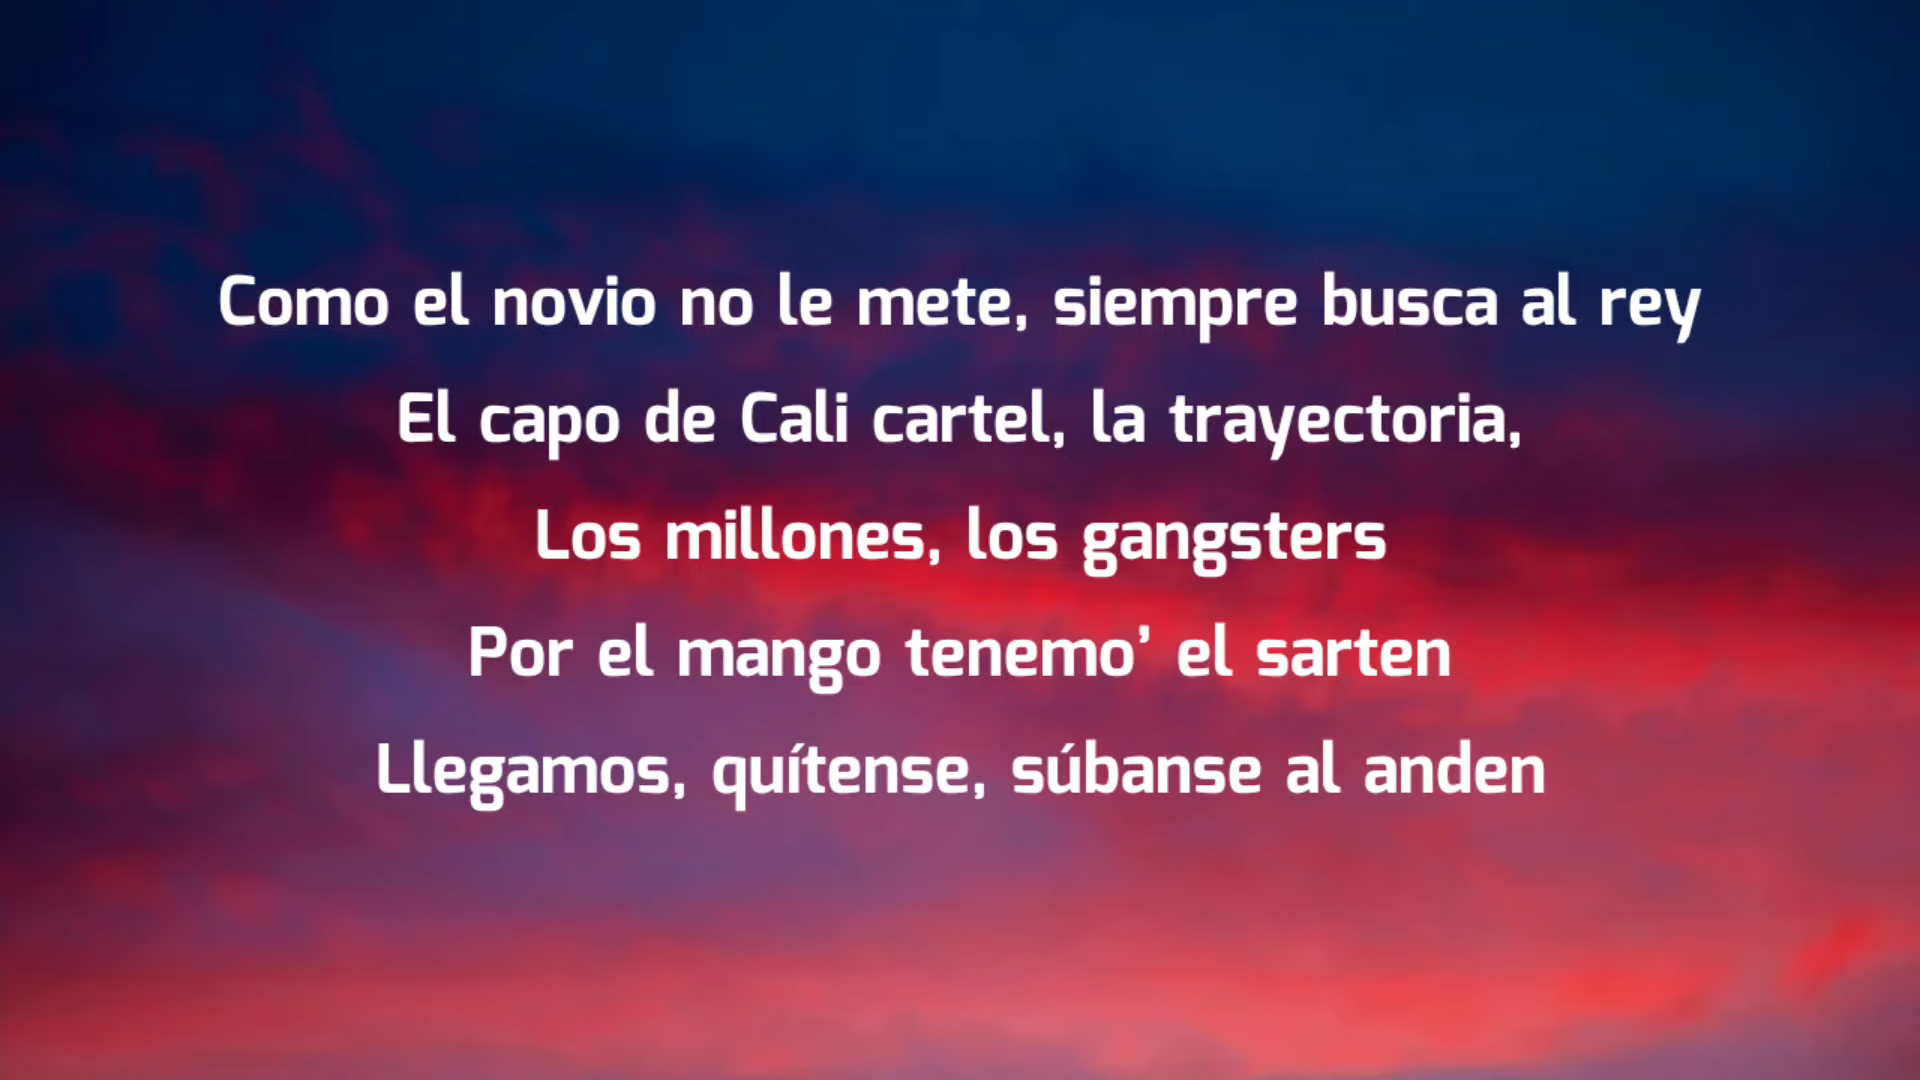 Como el novio no le mete, siempre busca al rey
El capo de Cali cartel, la trayectoria,
Los millones, los gangsters
Por el mango tenemo’ el sarten
Llegamos, quítense, súbanse al anden